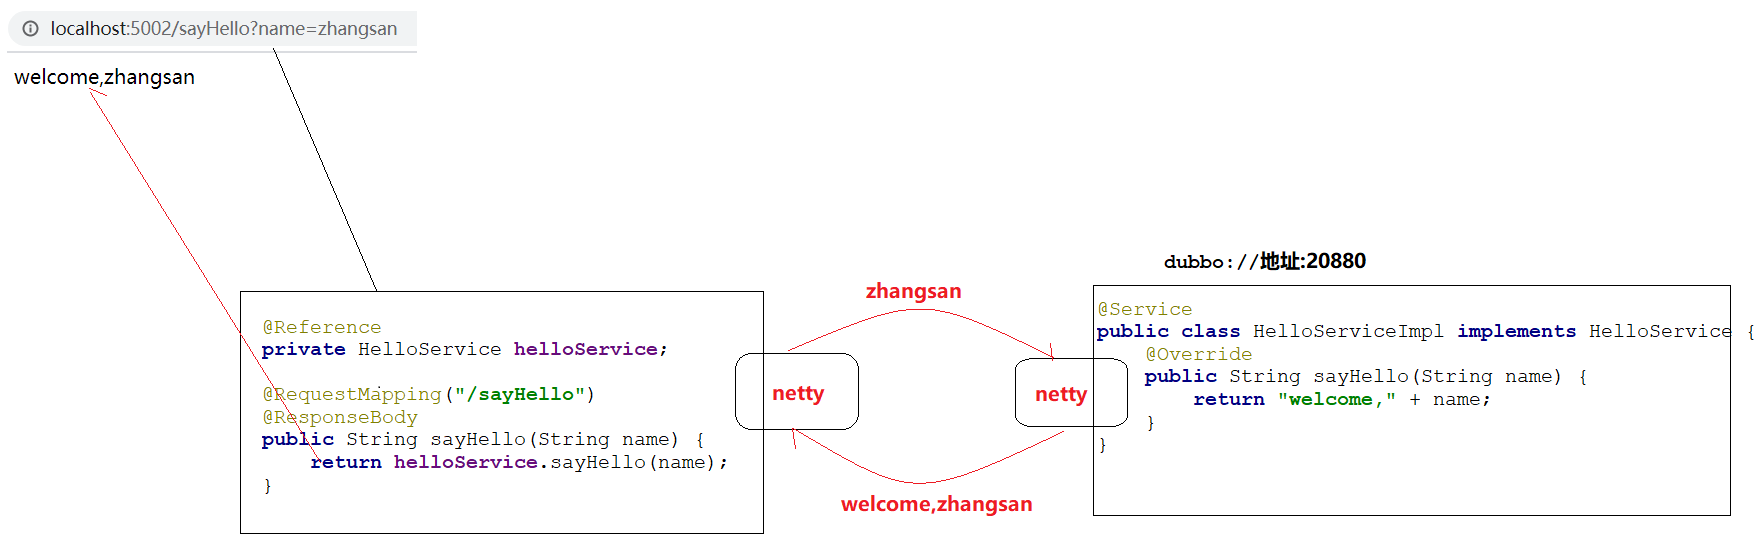 localhost:5002/sayHello?name=zhangsan
welcome,zhangsan
@Reference
private HelloService helloService;
@RequestMapping("/sayHello")
@ResponseBody
public String sayHello(String name) {
    return helloService.sayHello(name);
}
netty
zhangsan
welcome,zhangsan
netty
dubbo://地址:20880
@Service
public class HelloServiceImpl implements HelloService {
    @Override
    public String sayHello(String name) {
        return "welcome," + name;
    }
}